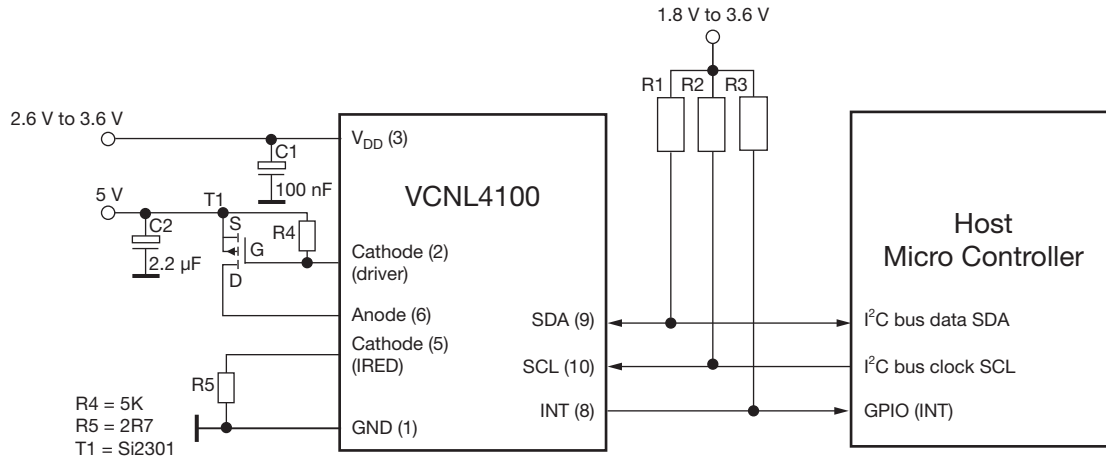 1.8 V to 3.6 V
R1 R2 R3
2.6 V to 3.6 V
C1
100 nF
V_DD (3)
VCNL4100
5 V
C2
2.2 µF
T1
S
G
D
R4
Cathode (2)
(driver)
Anode (6)
Cathode (5)
(IRED)
R5
GND (1)
R4 = 5K
R5 = 2R7
T1 = Si2301
SDA (9)
SCL (10)
INT (8)
Host
Micro Controller
I²C bus data SDA
I²C bus clock SCL
GPIO (INT)